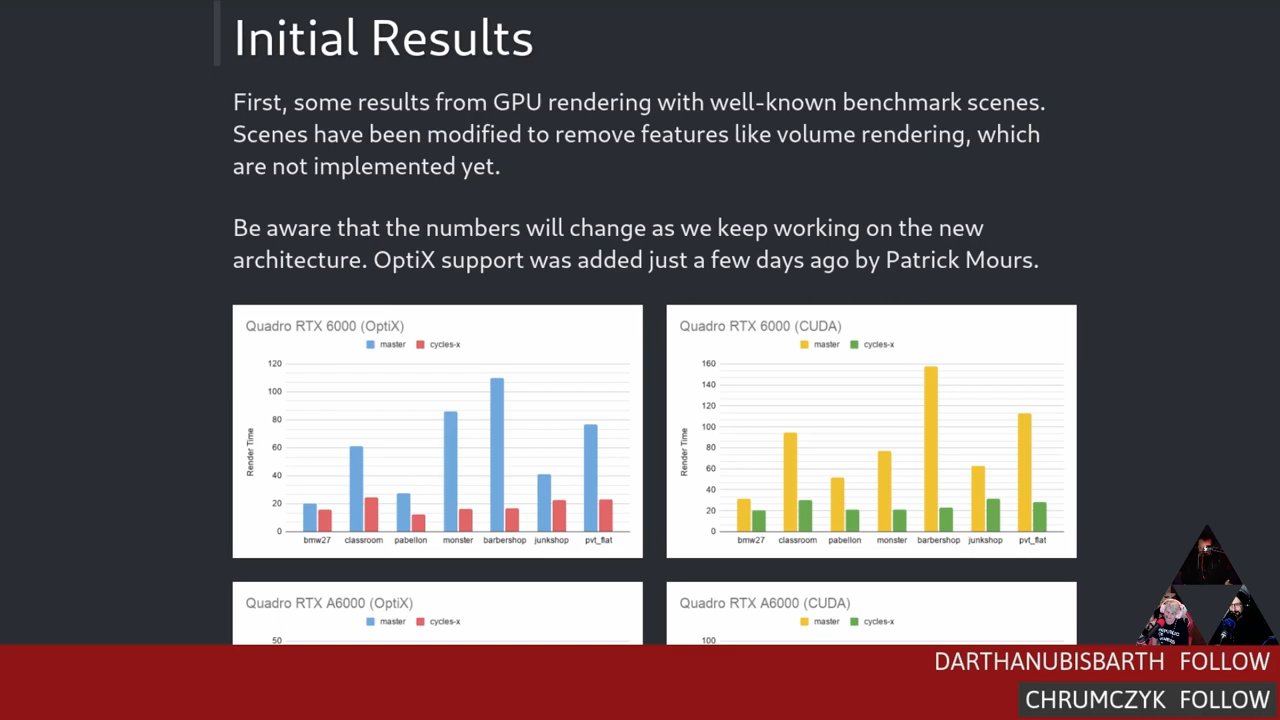 Initial Results
First, some results from GPU rendering with well-known benchmark scenes.
Scenes have been modified to remove features like volume rendering, which
are not implemented yet.
Be aware that the numbers will change as we keep working on the new
architecture. OptiX support was added just a few days ago by Patrick Mours.
Quadro RTX 6000 (OptiX)
master cycles-x
120
100
80
60
40
20
0
Render Time
bmw27 classroom pabellon monster barbershop junkshop pvt_flat
Quadro RTX 6000 (CUDA)
master cycles-x
160
140
120
100
80
60
40
20
0
Render Time
bmw27 classroom pabellon monster barbershop junkshop pvt_flat
Quadro RTX A6000 (OptiX)
master cycles-x
50
Quadro RTX A6000 (CUDA)
master cycles-x
100
DARTHANUBISBARTH FOLLOW
CHRUMCZYK FOLLOW